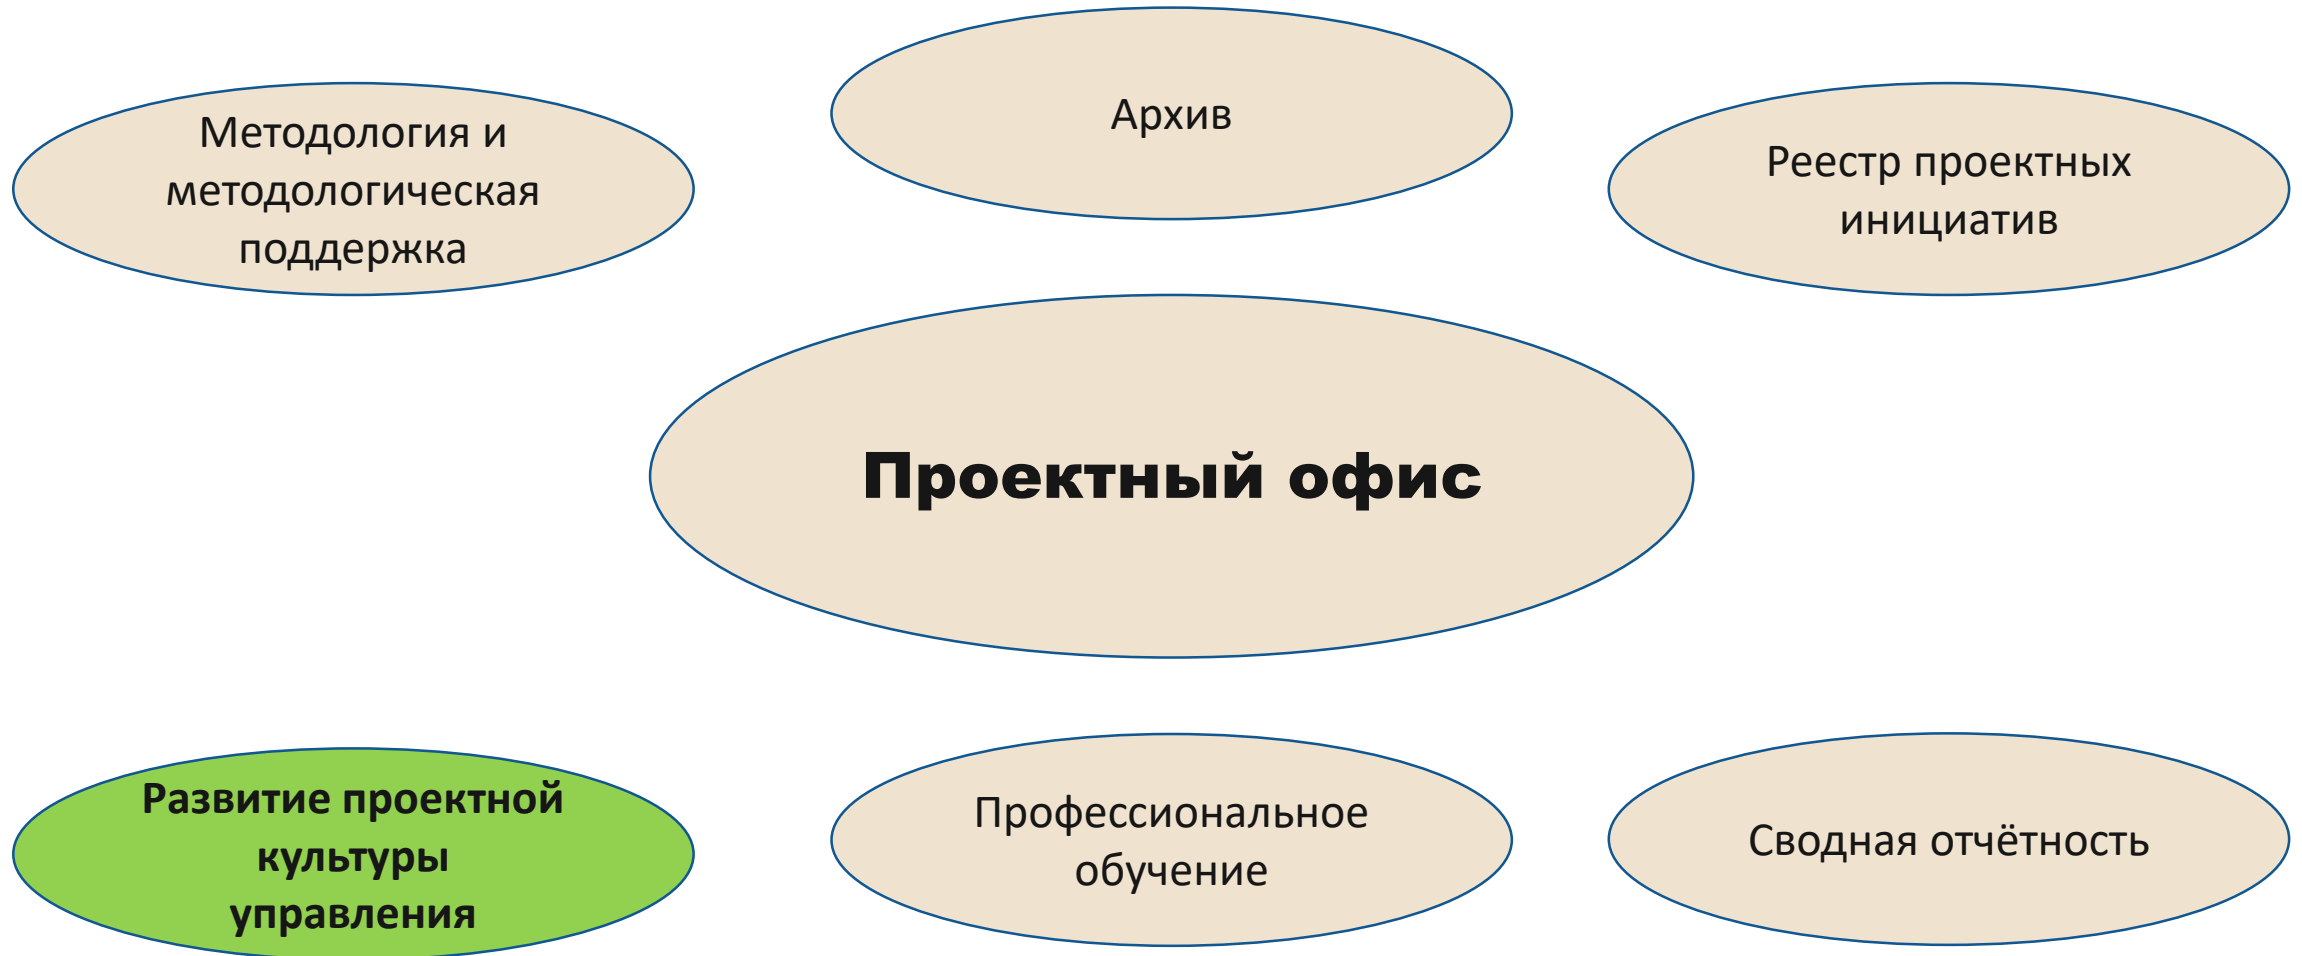 Методология и
методологическая
поддержка
Архив
Реестр проектных
инициатив
Проектный офис
Развитие проектной
культуры
управления
Профессиональное
обучение
Сводная отчётность